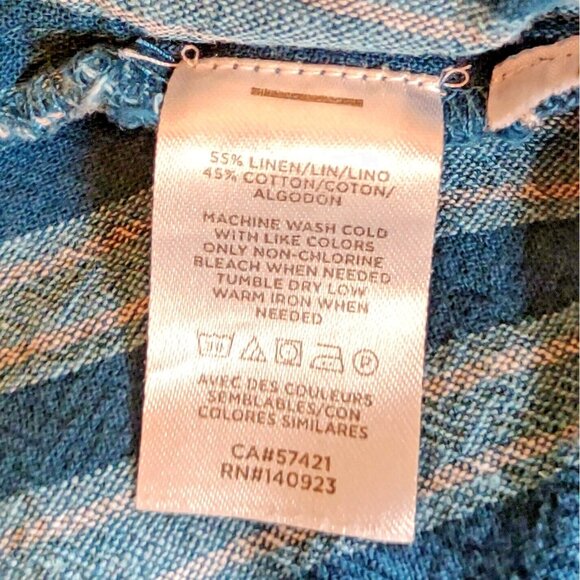 55% LINEN/LIN/LINO
45% COTTON/COTON/
ALGODON
MACHINE WASH COLD
WITH LIKE COLORS
ONLY NON-CHLORINE
BLEACH WHEN NEEDED
TUMBLE DRY LOW
WARM IRON WHEN
NEEDED
30 P
AVEC DES COULEURS
SEMBLABLES/CON
COLORES SIMILARES
CA#57421
RN#140923